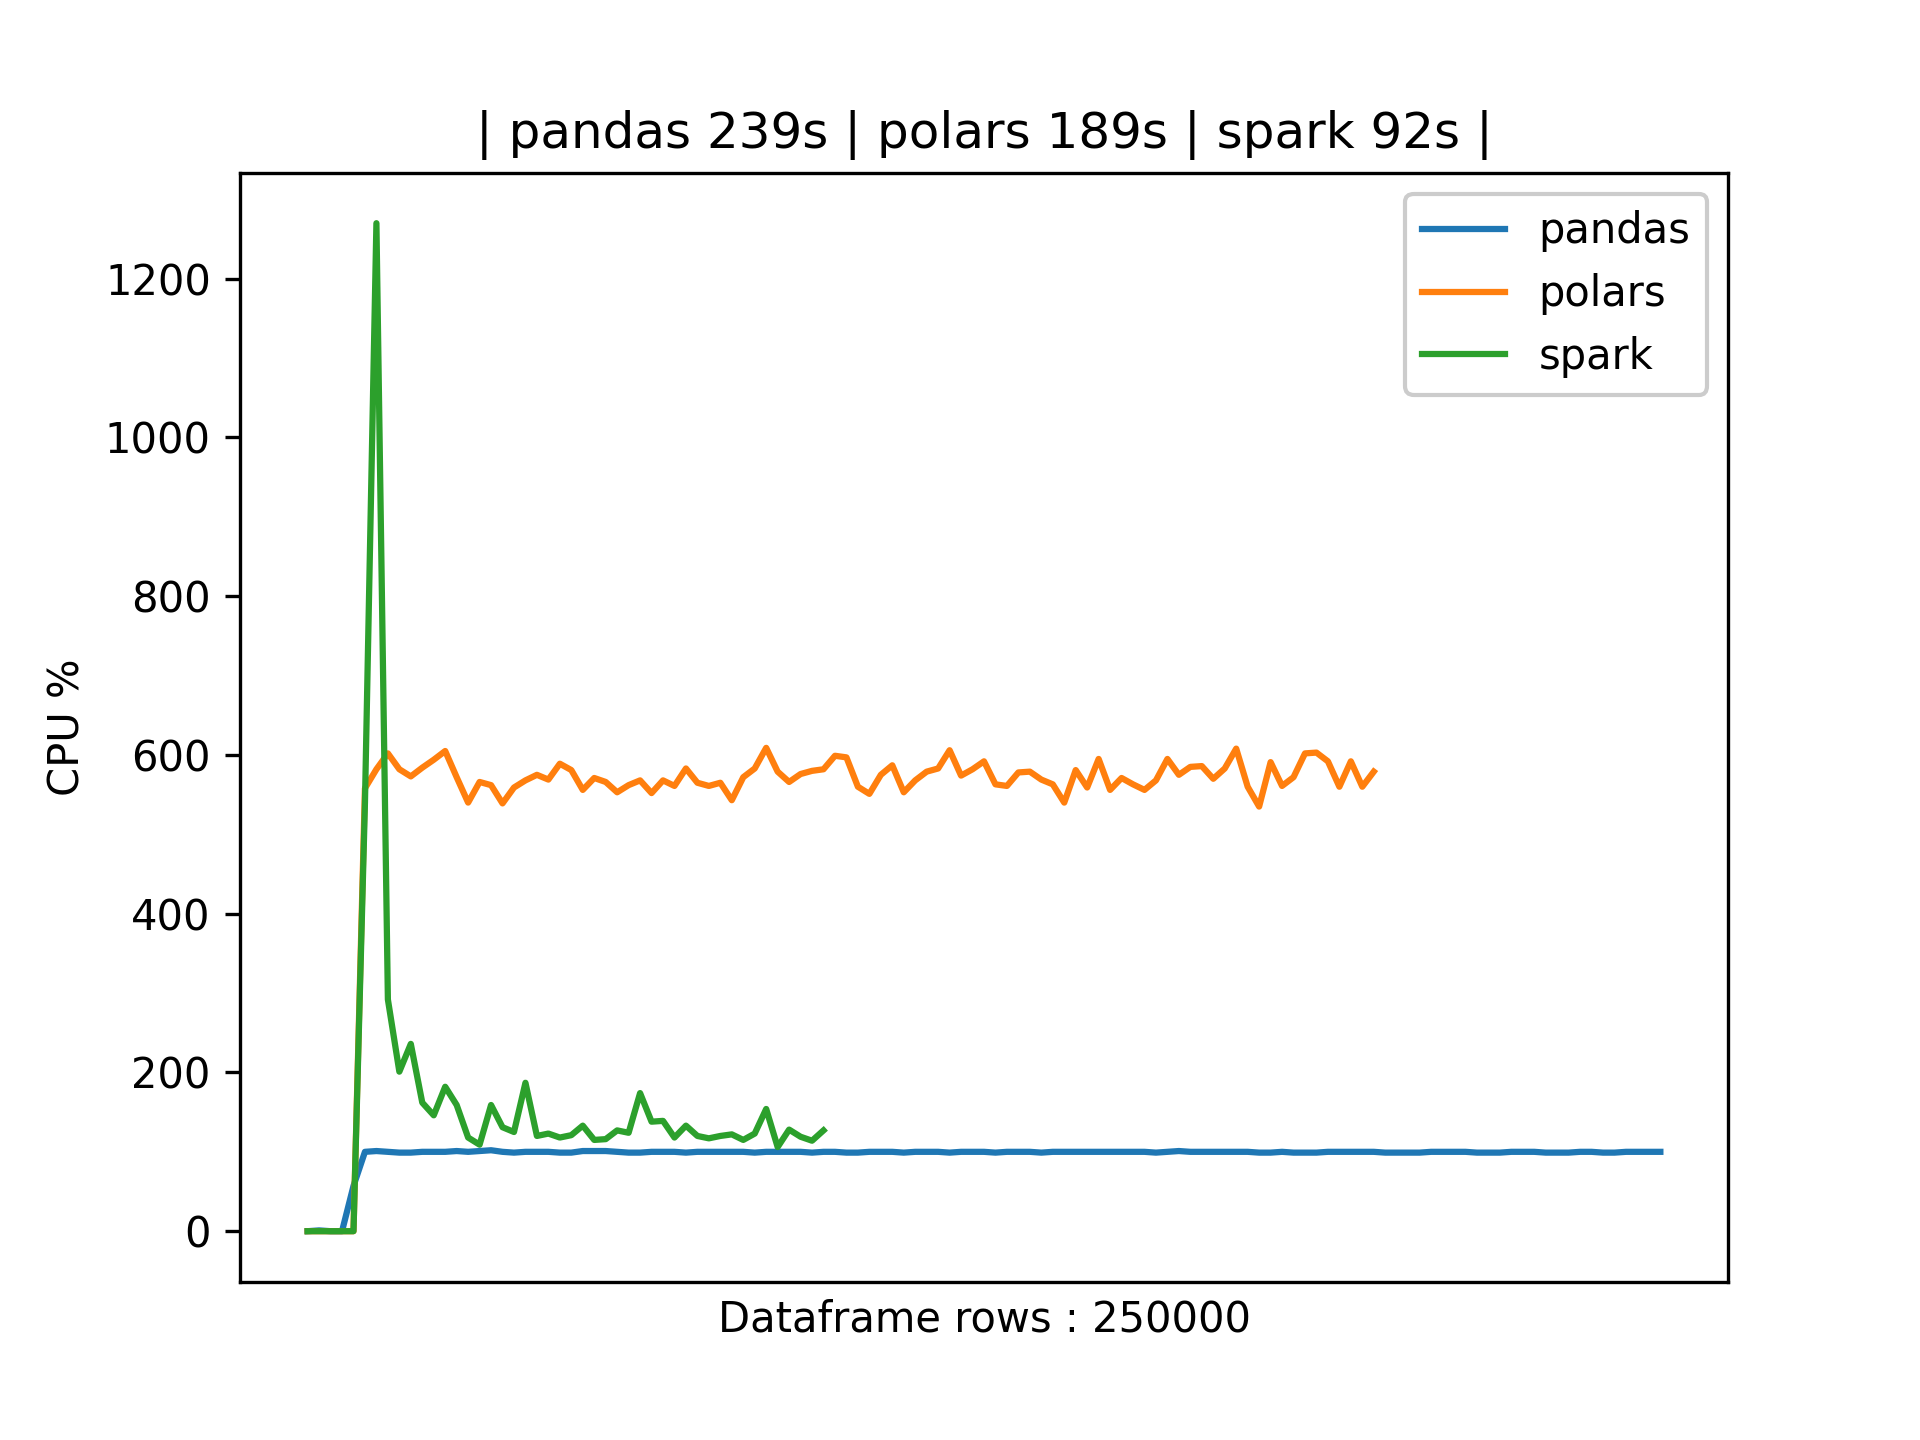 | pandas 239s | polars 189s | spark 92s |
pandas
polars
spark
1200
1000
800
600
400
200
0
CPU %
Dataframe rows : 250000